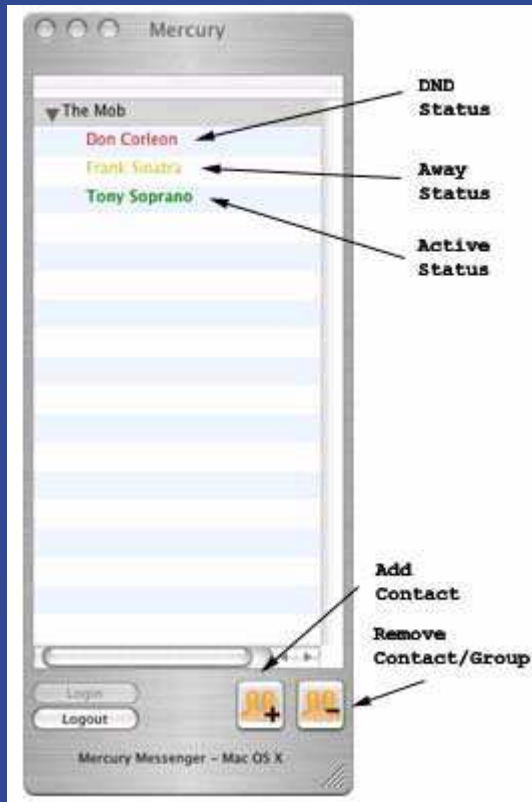 Mercury
The Mob
Don Corleon
Frank Sinatra
Tony Soprano
DND
Status
Away
Status
Active
Status
Add
Contact
Remove
Contact/Group
Login
Logout
Mercury Messenger - Mac OS X